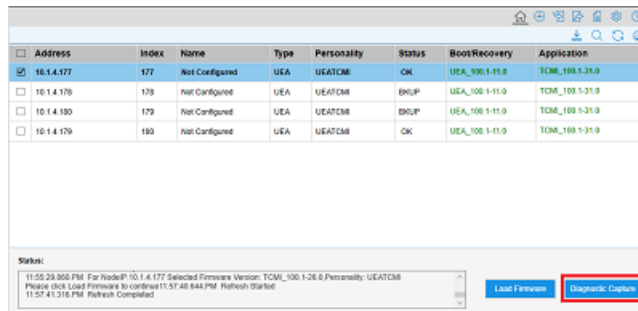 Address Index Name Type Personality Status Boot/Recovery Application
10.1.4.177 177 Not Configured UEA UEATCMI OK UEA_100.1-11.0 TCMI_100.1-31.0
10.1.4.178 178 Not Configured UEA UEATCMI BKUP UEA_100.1-11.0 TCMI_100.1-31.0
10.1.4.180 179 Not Configured UEA UEATCMI BKUP UEA_100.1-11.0 TCMI_100.1-31.0
10.1.4.179 180 Not Configured UEA UEATCMI OK UEA_100.1-11.0 TCMI_100.1-31.0
Status:
11:55:29.860 PM For NodeIP:10.1.4.177 Selected Firmware Version: TCMI_100.1-26.0,Personality: UEATCMI
Please click Load Firmware to continue11:57:40.644 PM Refresh Started
11:57:41.316 PM Refresh Completed
Load Firmware Diagnostic Capture